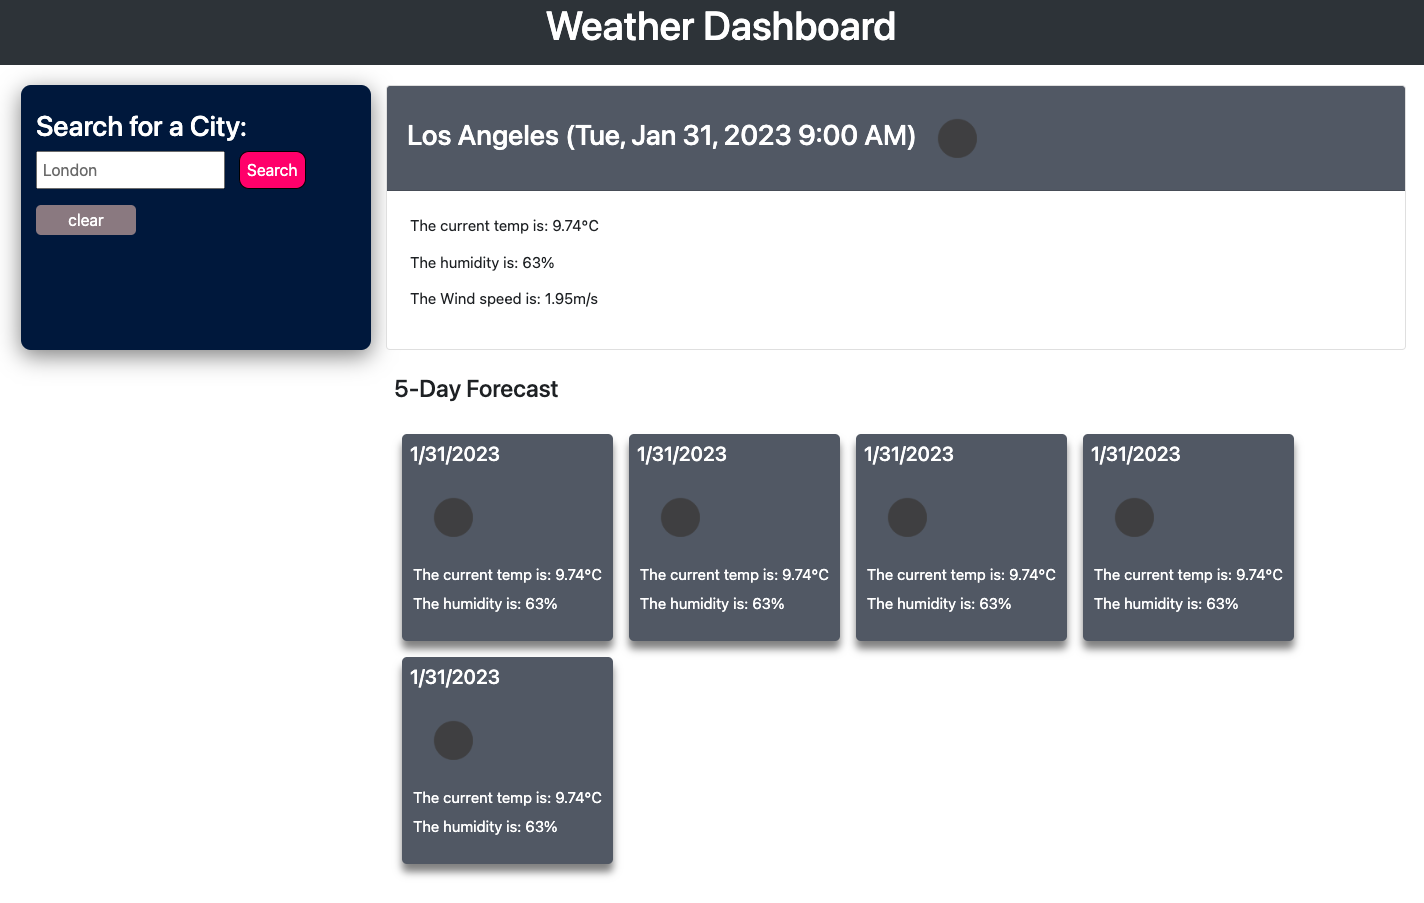 Weather Dashboard
Search for a City:
London
Search
clear
Los Angeles (Tue, Jan 31, 2023 9:00 AM)
The current temp is: 9.74°C
The humidity is: 63%
The Wind speed is: 1.95m/s
5-Day Forecast
1/31/2023
The current temp is: 9.74°C
The humidity is: 63%
1/31/2023
The current temp is: 9.74°C
The humidity is: 63%
1/31/2023
The current temp is: 9.74°C
The humidity is: 63%
1/31/2023
The current temp is: 9.74°C
The humidity is: 63%
1/31/2023
The current temp is: 9.74°C
The humidity is: 63%